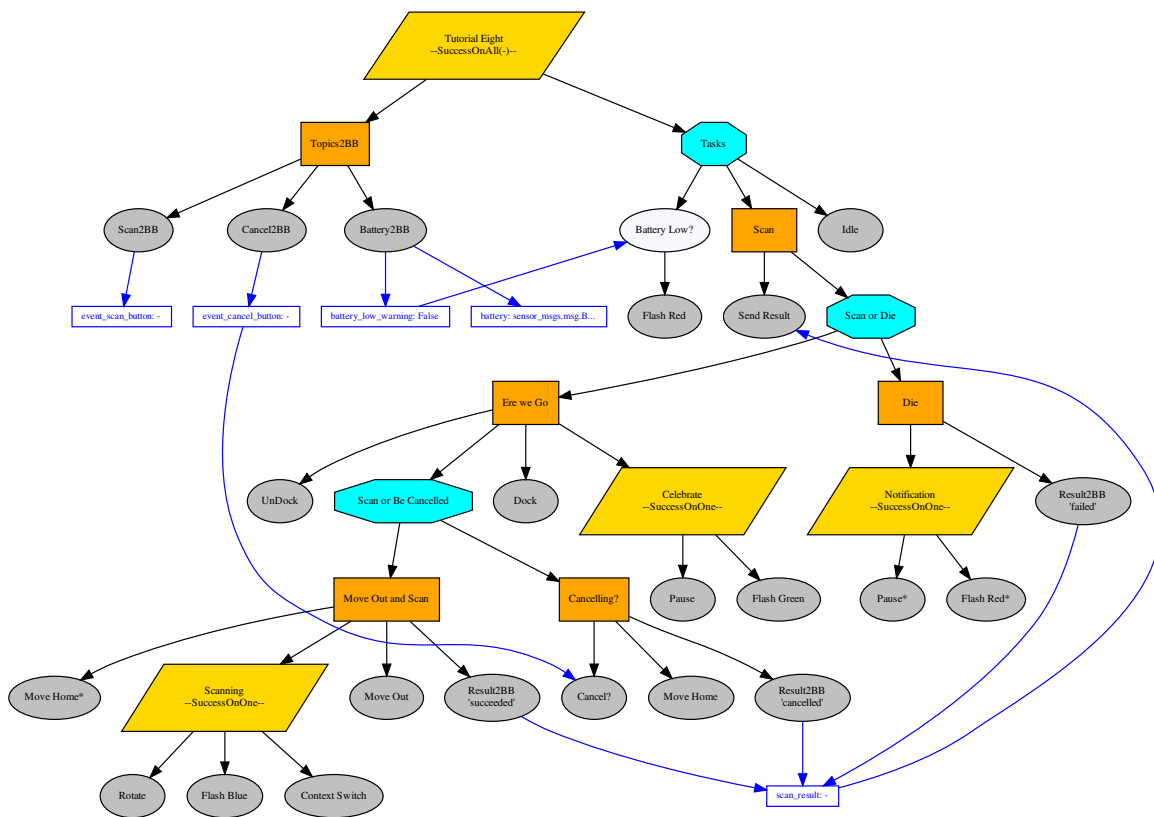 Tutorial Eight
--SuccessOnAll(-)--
Topics2BB
Tasks
Scan2BB
Cancel2BB
Battery2BB
Battery Low?
Scan
Idle
event_scan_button: -
event_cancel_button: -
battery_low_warning: False
battery: sensor_msgs.msg.B...
Flash Red
Send Result
Scan or Die
Ere we Go
Die
UnDock
Scan or Be Cancelled
Dock
Celebrate
--SuccessOnOne--
Notification
--SuccessOnOne--
Result2BB
'failed'
Move Out and Scan
Cancelling?
Pause
Flash Green
Pause*
Flash Red*
Move Home*
Scanning
--SuccessOnOne--
Move Out
Result2BB
'succeeded'
Cancel?
Move Home
Result2BB
'cancelled'
Rotate
Flash Blue
Context Switch
scan_result: -